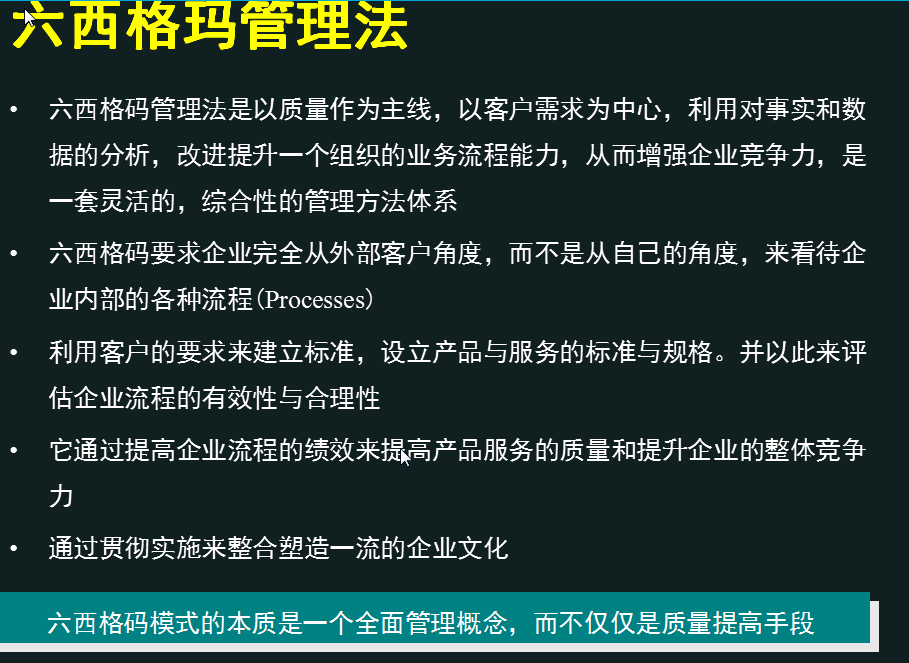 六西格玛管理法
• 六西格码管理法是以质量作为主线，以客户需求为中心，利用对事实和数
据的分析，改进提升一个组织的业务流程能力，从而增强企业竞争力，是
一套灵活的，综合性的管理方法体系
• 六西格码要求企业完全从外部客户角度，而不是从自己的角度，来看待企
业内部的各种流程(Processes)
• 利用客户的要求来建立标准，设立产品与服务的标准与规格。并以此来评
估企业流程的有效性与合理性
• 它通过提高企业流程的绩效来提高产品服务的质量和提升企业的整体竞争
力
• 通过贯彻实施来整合塑造一流的企业文化
六西格码模式的本质是一个全面管理概念，而不仅仅是质量提高手段